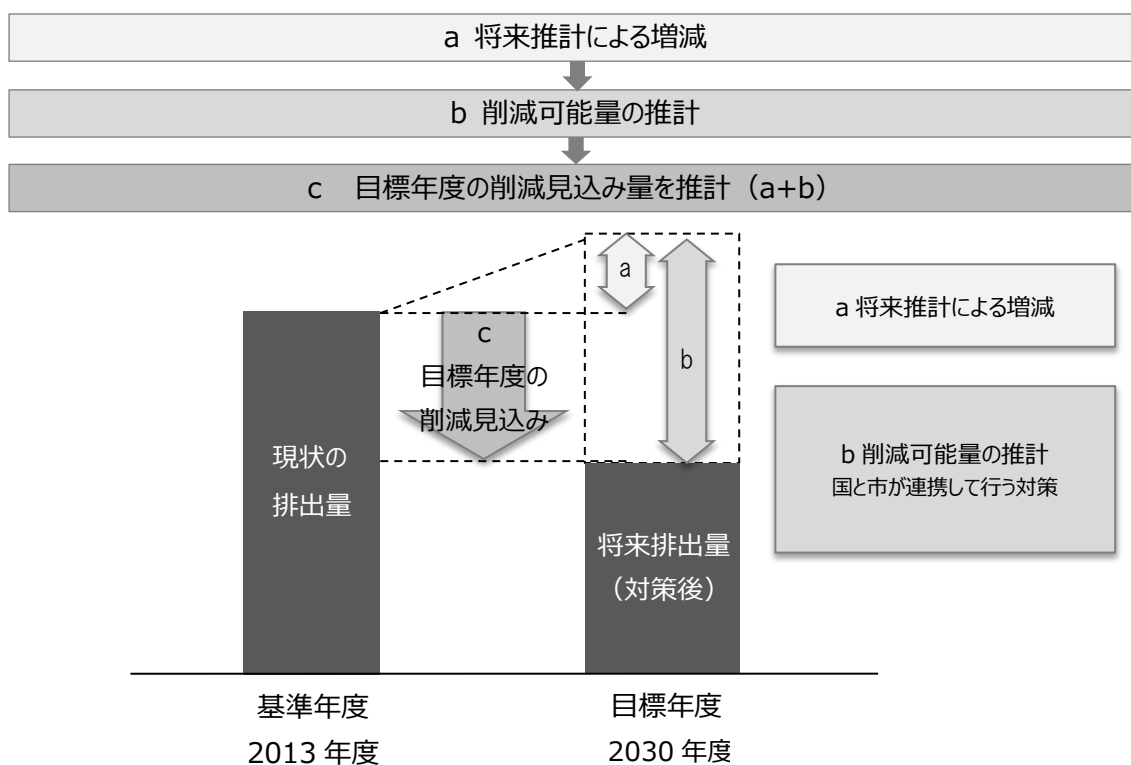 a 将来推計による増減
b 削減可能量の推計
c 目標年度の削減見込み量を推計（a+b）
a
b
c
目標年度の
削減見込み
a 将来推計による増減
b 削減可能量の推計
国と市が連携して行う対策
現状の
排出量
将来排出量
（対策後）
基準年度
2013 年度
目標年度
2030 年度